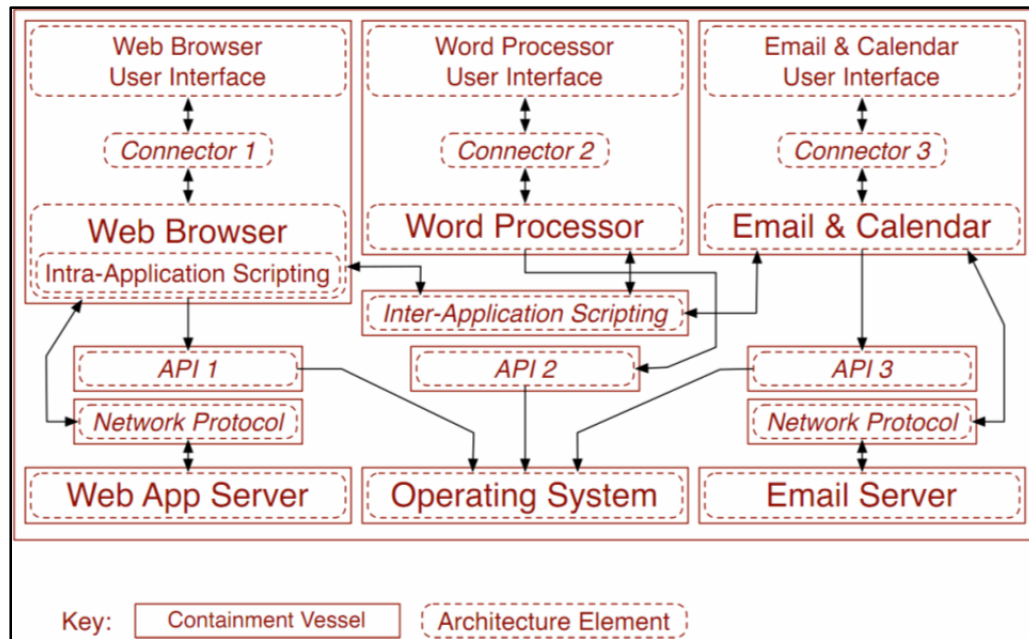 Web Browser
User Interface
Word Processor
User Interface
Email & Calendar
User Interface
Connector 1
Connector 2
Connector 3
Web Browser
Word Processor
Email & Calendar
Intra-Application Scripting
Inter-Application Scripting
API 1
API 2
API 3
Network Protocol
Network Protocol
Web App Server
Operating System
Email Server
Key:
Containment Vessel
Architecture Element